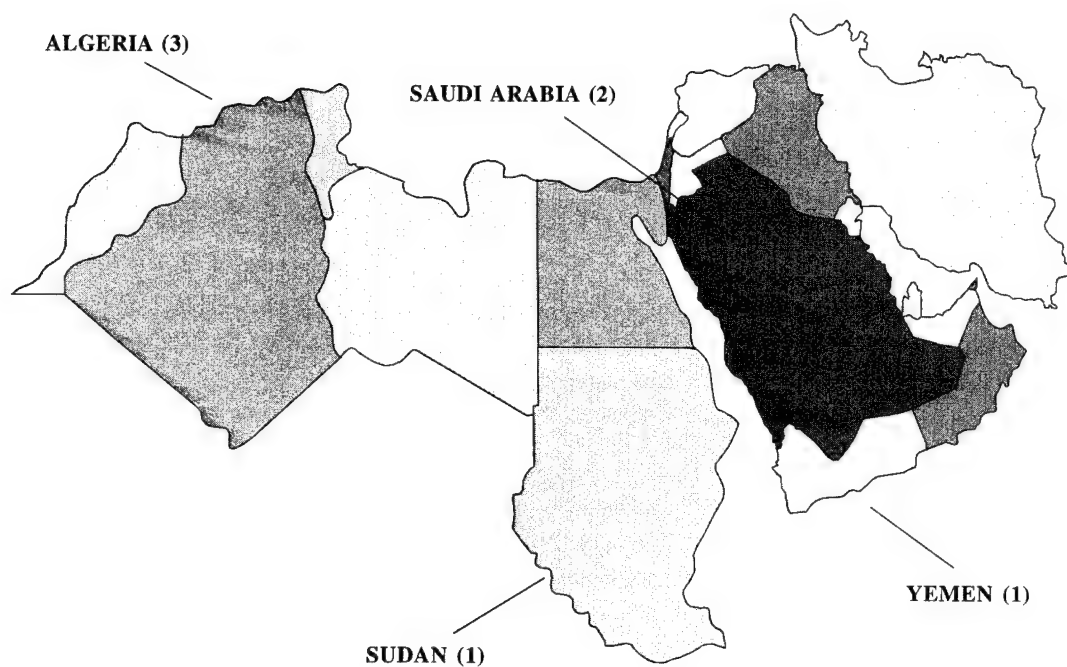 ALGERIA (3)
SAUDI ARABIA (2)
YEMEN (1)
SUDAN (1)